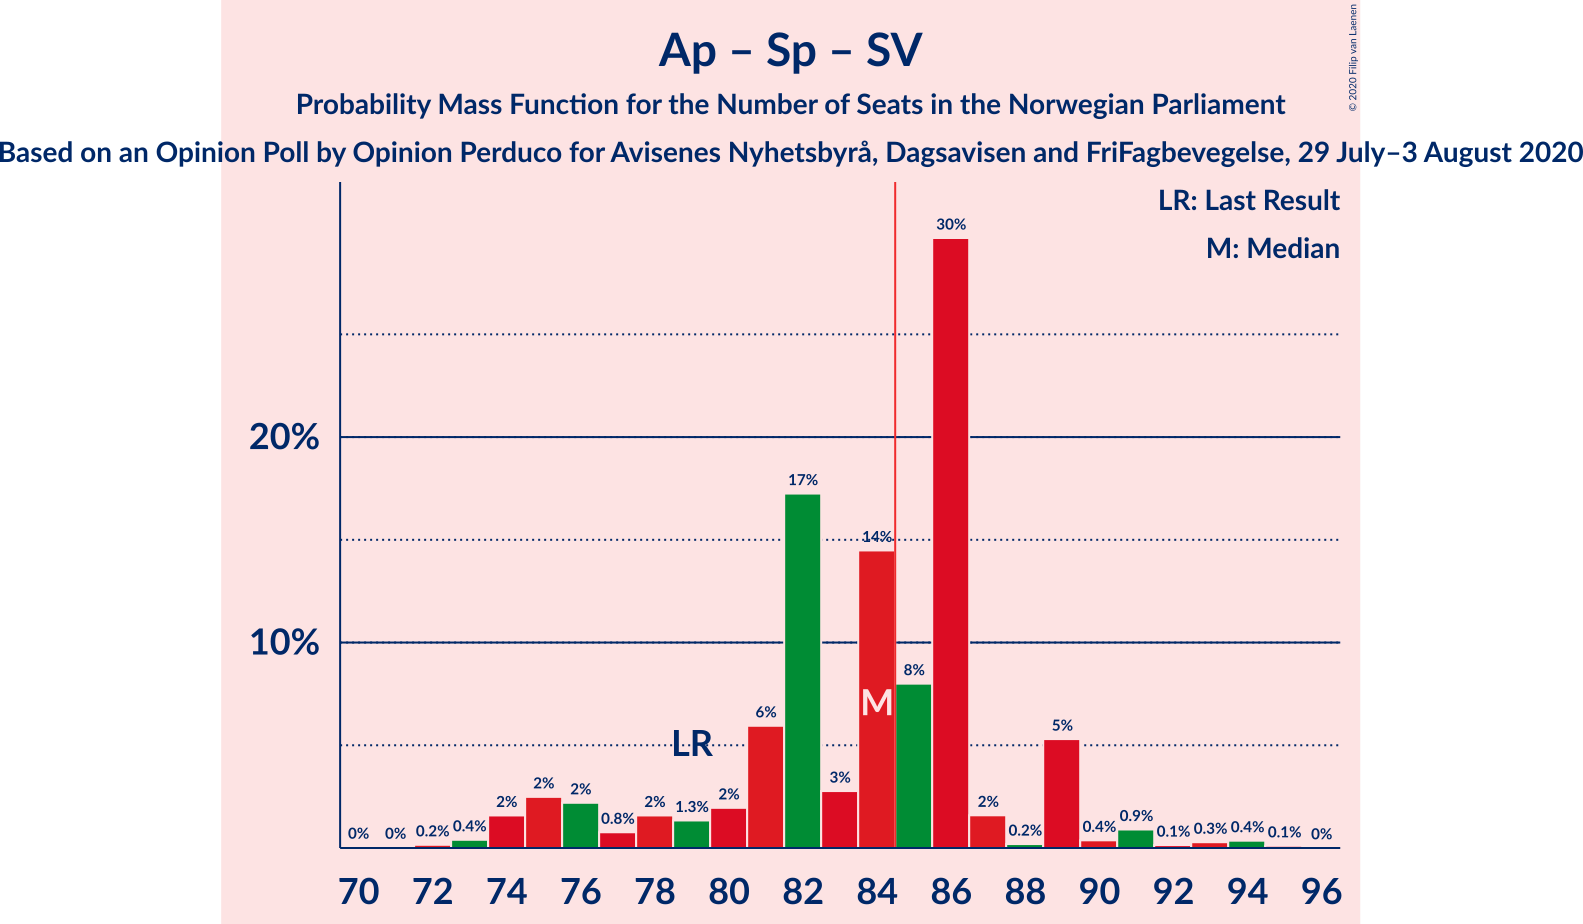 Ap – Sp – SV
Probability Mass Function for the Number of Seats in the Norwegian Parliament
Based on an Opinion Poll by Opinion Perduco for Avisenes Nyhetsbyrå, Dagsavisen and FriFagbevegelse, 29 July–3 August 2020
© 2020 Filip van Laenen
LR: Last Result
M: Median
20%
10%
0% 0% 0.2% 0.4% 2% 2% 2% 0.8% 2% 1.3% 2% 6% 17% 3% 14% 8% 30% 2% 0.2% 5% 0.4% 0.9% 0.1% 0.3% 0.4% 0.1% 0%
LR
M
70 72 74 76 78 80 82 84 86 88 90 92 94 96